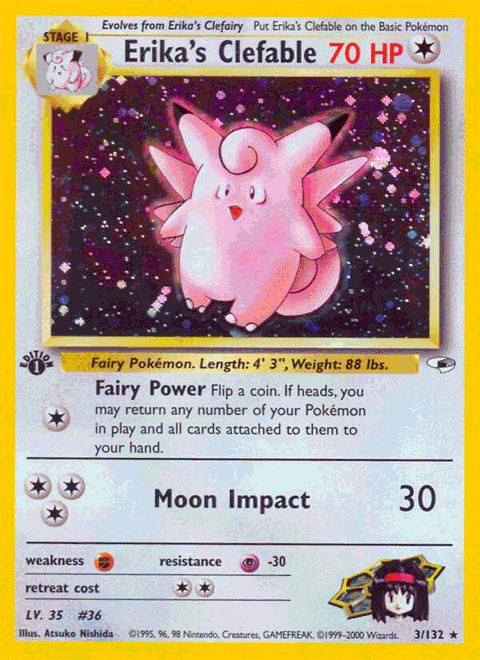 Evolves from Erika's Clefairy   Put Erika's Clefable on the Basic Pokémon
STAGE 1
Erika's Clefable 70 HP
EDITION
1
Fairy Pokémon. Length: 4' 3", Weight: 88 lbs.
Fairy Power Flip a coin. If heads, you
may return any number of your Pokémon
in play and all cards attached to them to
your hand.
Moon Impact 30
weakness resistance -30
retreat cost
LV. 35 #36
Illus. Atsuko Nishida ©1995, 96, 98 Nintendo, Creatures, GAMEFREAK. ©1999-2000 Wizards. 3/132 ★